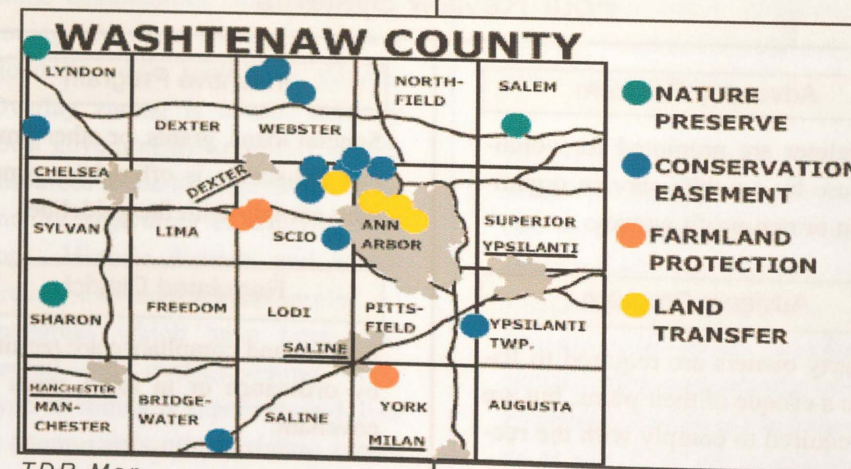 WASHTENAW COUNTY
LYNDON
DEXTER
WEBSTER
NORTH-
FIELD
SALEM
CHELSEA
DEXTER
SYLVAN
LIMA
SCIO
ANN
ARBOR
SUPERIOR
YPSILANTI
SHARON
FREEDOM
LODI
PITTS-
FIELD
SALINE
YPSILANTI
TWP.
MANCHESTER
MAN-
CHESTER
BRIDGE-
WATER
SALINE
YORK
MILAN
AUGUSTA
NATURE
PRESERVE
CONSERVATION
EASEMENT
FARMLAND
PROTECTION
LAND
TRANSFER